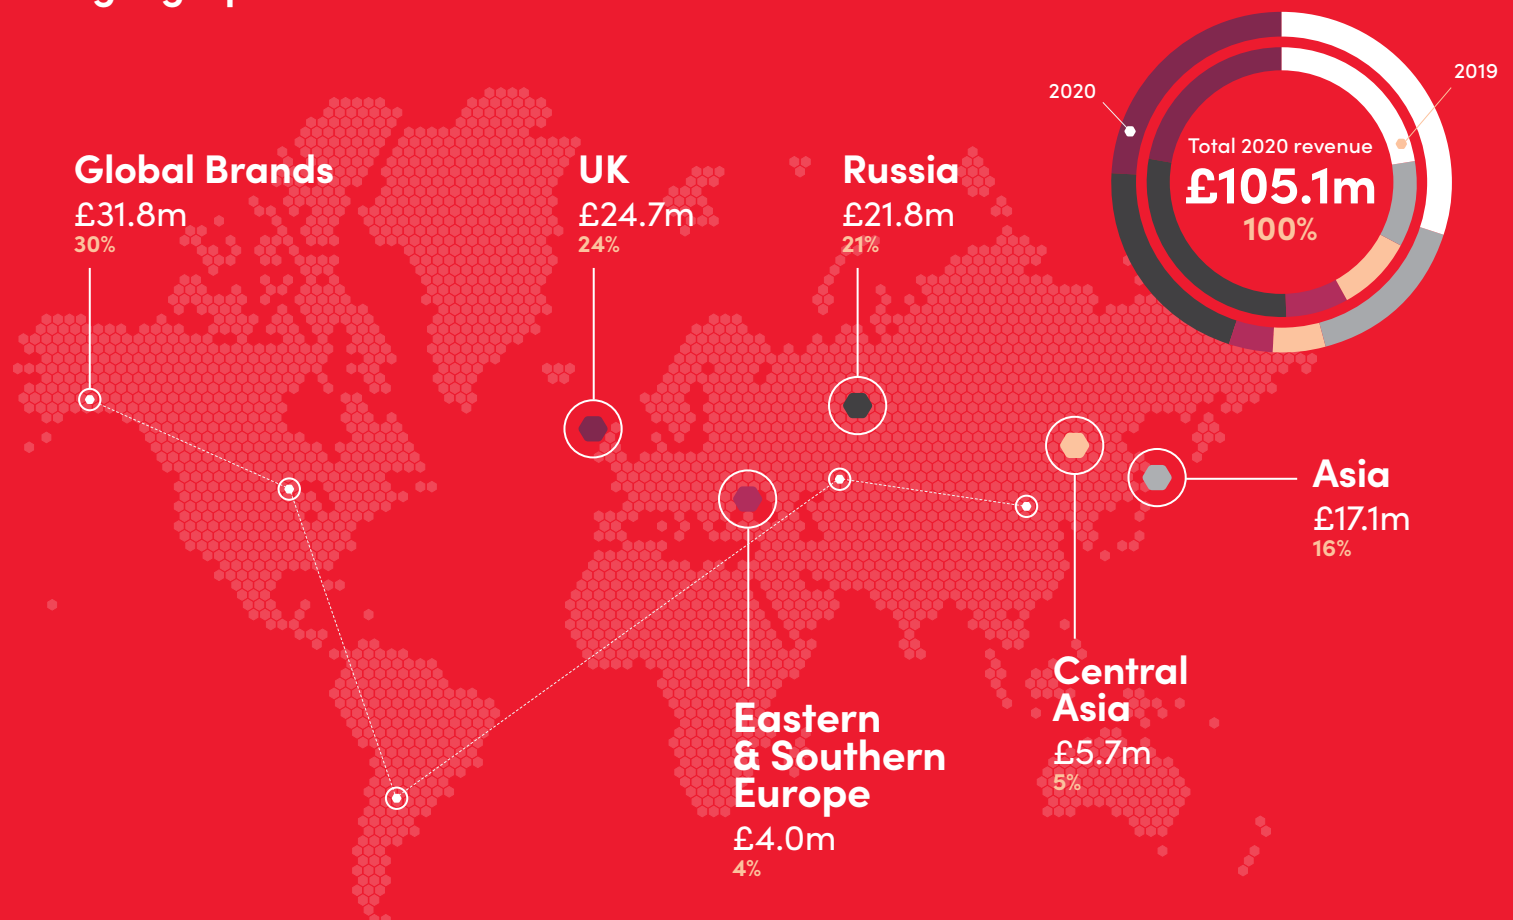 2020
2019
Total 2020 revenue
£105.1m
100%
Global Brands
£31.8m
30%
UK
£24.7m
24%
Russia
£21.8m
21%
Asia
£17.1m
16%
Central
Asia
£5.7m
5%
Eastern
& Southern
Europe
£4.0m
4%